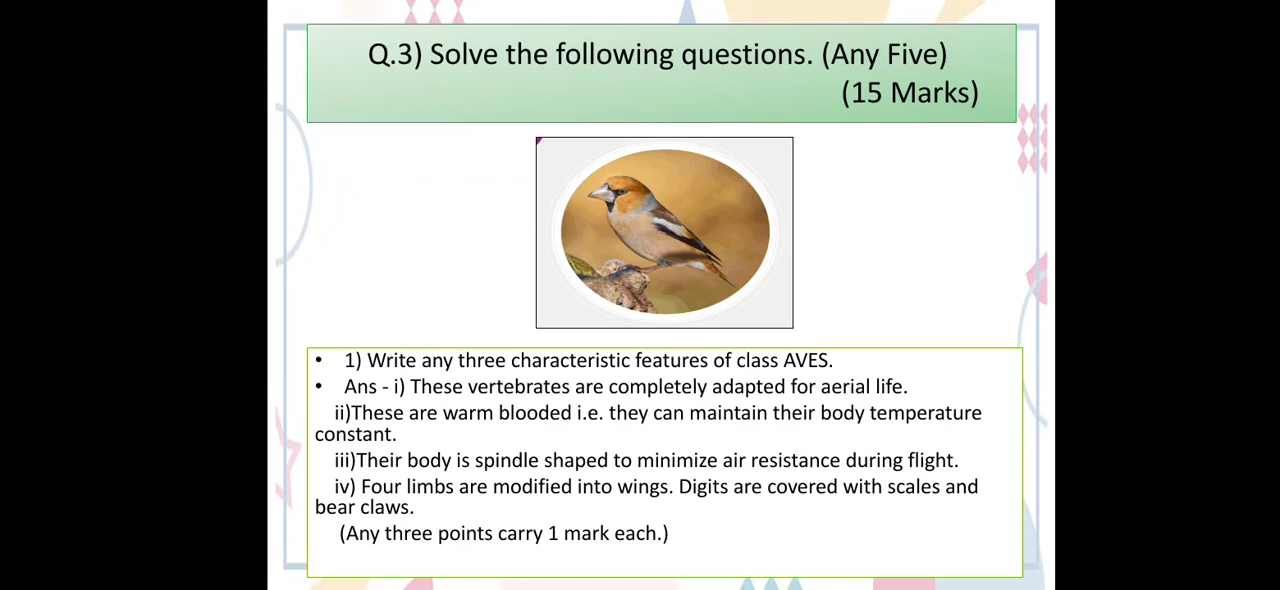 Q.3) Solve the following questions. (Any Five)
(15 Marks)
• 1) Write any three characteristic features of class AVES.
• Ans - i) These vertebrates are completely adapted for aerial life.
ii)These are warm blooded i.e. they can maintain their body temperature
constant.
iii)Their body is spindle shaped to minimize air resistance during flight.
iv) Four limbs are modified into wings. Digits are covered with scales and
bear claws.
(Any three points carry 1 mark each.)